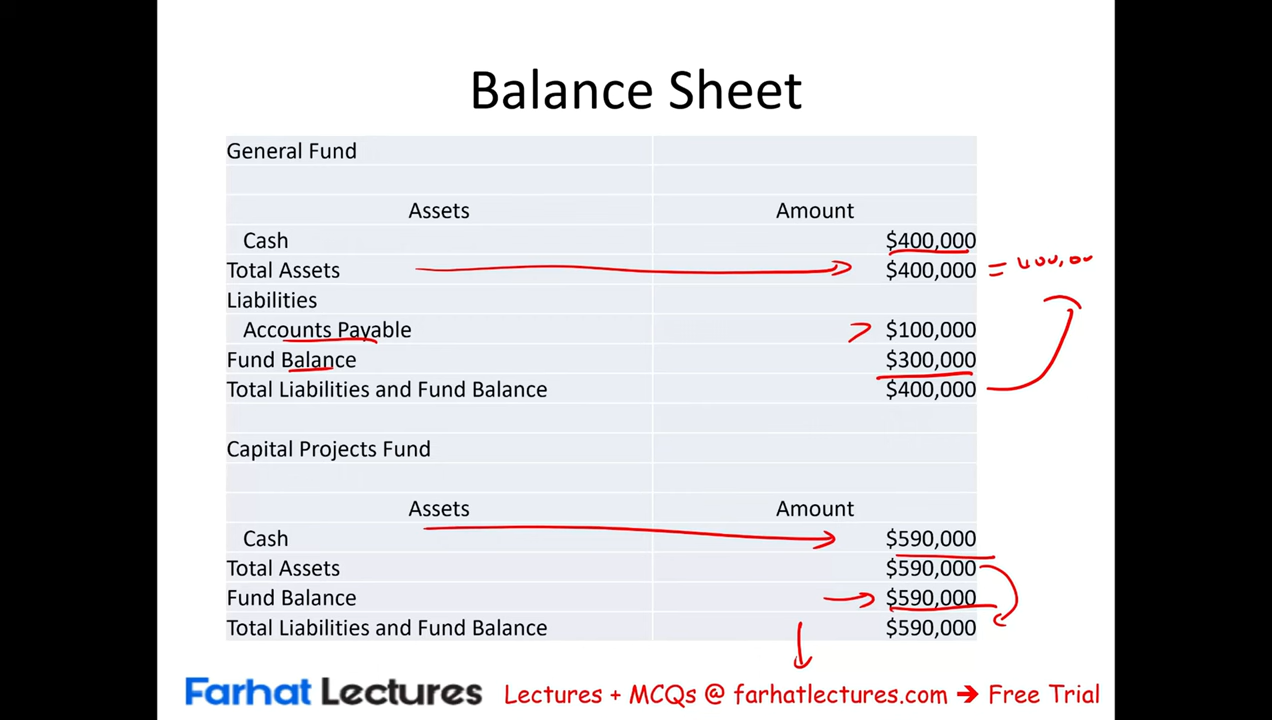 Balance Sheet
General Fund
Assets Amount
Cash $400,000
Total Assets $400,000 =
Liabilities
Accounts Payable $100,000
Fund Balance $300,000
Total Liabilities and Fund Balance $400,000
Capital Projects Fund
Assets Amount
Cash $590,000
Total Assets $590,000
Fund Balance $590,000
Total Liabilities and Fund Balance $590,000
Farhat Lectures Lectures + MCQs @ farhatlectures.com → Free Trial